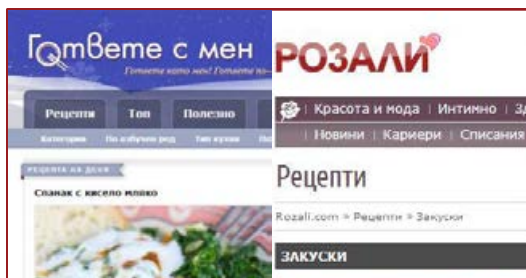 Гответе с мен
Гответе като мен! Гответе по-
Рецепти Топ Полезно
Категории По азбучен ред Тип кухня
РЕЦЕПТА НА ДЕНЯ
Спанак с кисело мляко
РОЗАЛИ
Красота и мода | Интимно | Зд
Новини | Кариери | Списания
Рецепти
Rozali.com » Рецепти » Закуски
ЗАКУСКИ